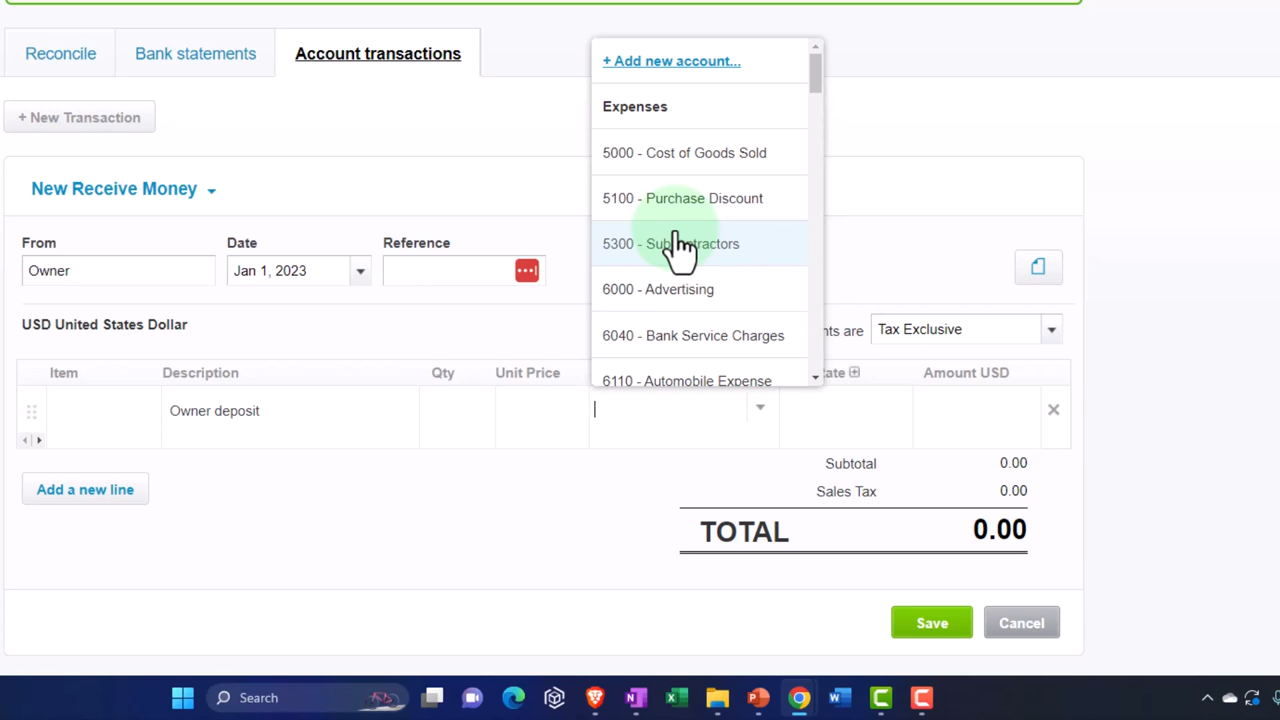 Reconcile
Bank statements
Account transactions
+ Add new account...
Expenses
5000 - Cost of Goods Sold
5100 - Purchase Discount
5300 - Subcontractors
6000 - Advertising
6040 - Bank Service Charges
6110 - Automobile Expense
+ New Transaction
New Receive Money
From
Date
Reference
Owner
Jan 1, 2023
USD United States Dollar
are
Tax Exclusive
Item
Description
Qty
Unit Price
Amount USD
Owner deposit
Add a new line
Subtotal
0.00
Sales Tax
0.00
TOTAL
0.00
Save
Cancel
Search